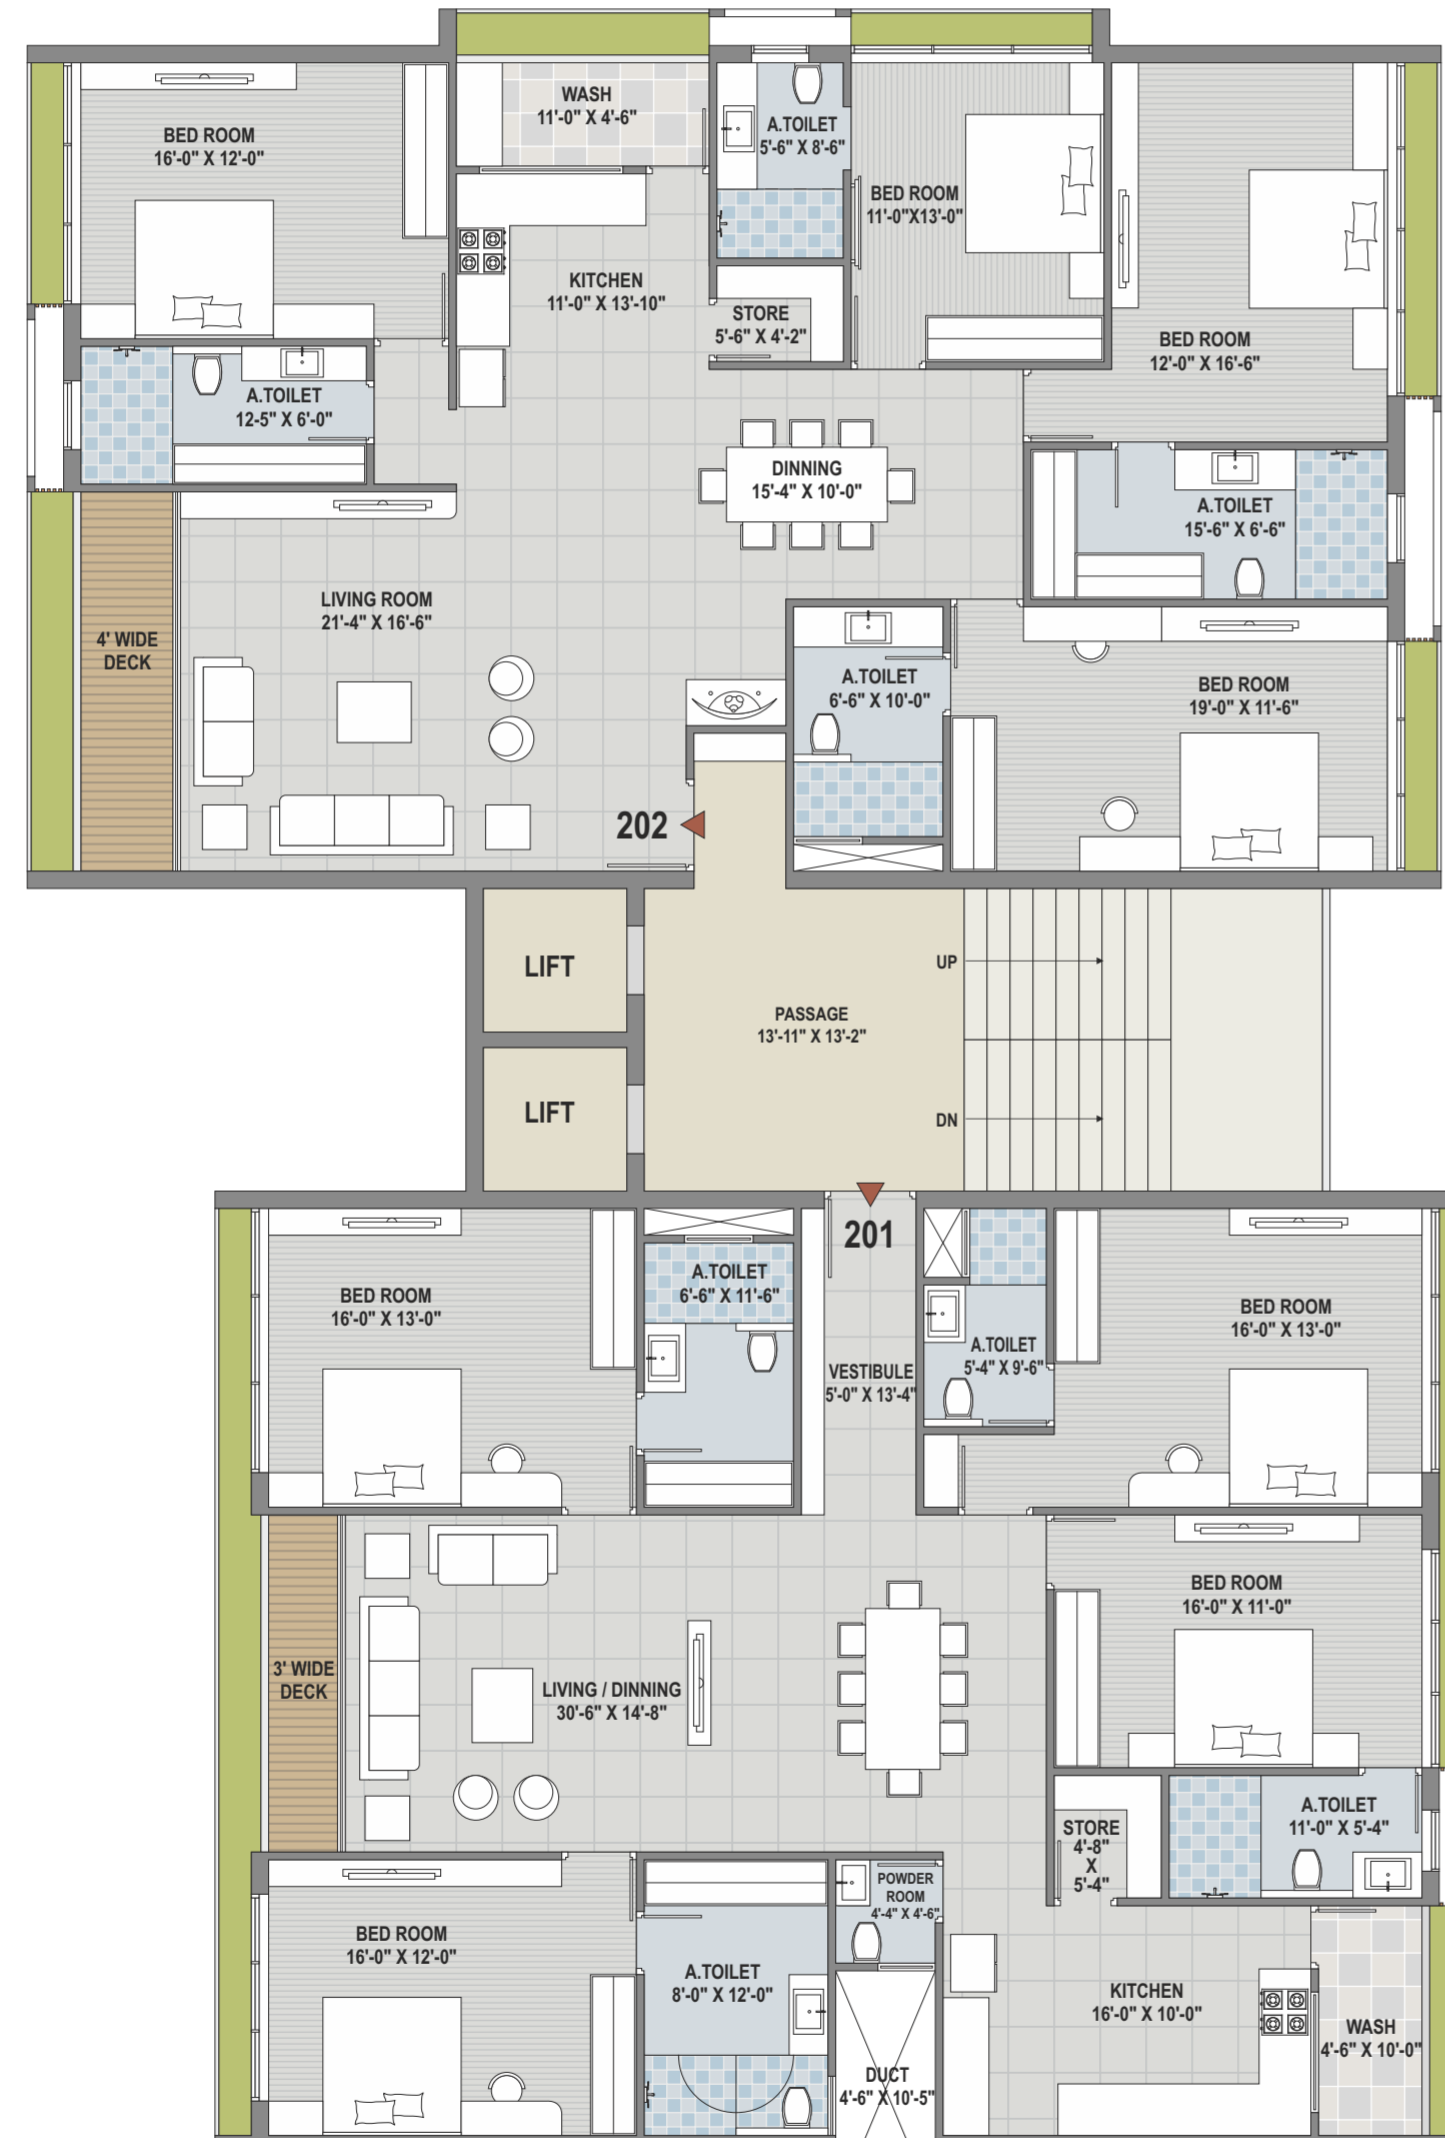 WASH
11'-0" X 4'-6"
A.TOILET
5'-6" X 8'-6"
BED ROOM
16'-0" X 12'-0"
BED ROOM
11'-0"X13'-0"
KITCHEN
11'-0" X 13'-10"
STORE
5'-6" X 4'-2"
BED ROOM
12'-0" X 16'-6"
A.TOILET
12-5" X 6'-0"
DINNING
15'-4" X 10'-0"
A.TOILET
15'-6" X 6'-6"
LIVING ROOM
21'-4" X 16'-6"
4' WIDE
DECK
A.TOILET
6'-6" X 10'-0"
BED ROOM
19'-0" X 11'-6"
202
LIFT
UP
PASSAGE
13'-11" X 13'-2"
LIFT
DN
201
A.TOILET
6'-6" X 11'-6"
BED ROOM
16'-0" X 13'-0"
BED ROOM
16'-0" X 13'-0"
A.TOILET
5'-4" X 9'-6"
VESTIBULE
5'-0" X 13'-4"
BED ROOM
16'-0" X 11'-0"
3' WIDE
DECK
LIVING / DINNING
30'-6" X 14'-8"
STORE
4'-8"
X
5'-4"
A.TOILET
11'-0" X 5'-4"
POWDER
ROOM
4'-4" X 4'-6"
BED ROOM
16'-0" X 12'-0"
A.TOILET
8'-0" X 12'-0"
KITCHEN
16'-0" X 10'-0"
WASH
4'-6" X 10'-0"
DUCT
4'-6" X 10'-5"